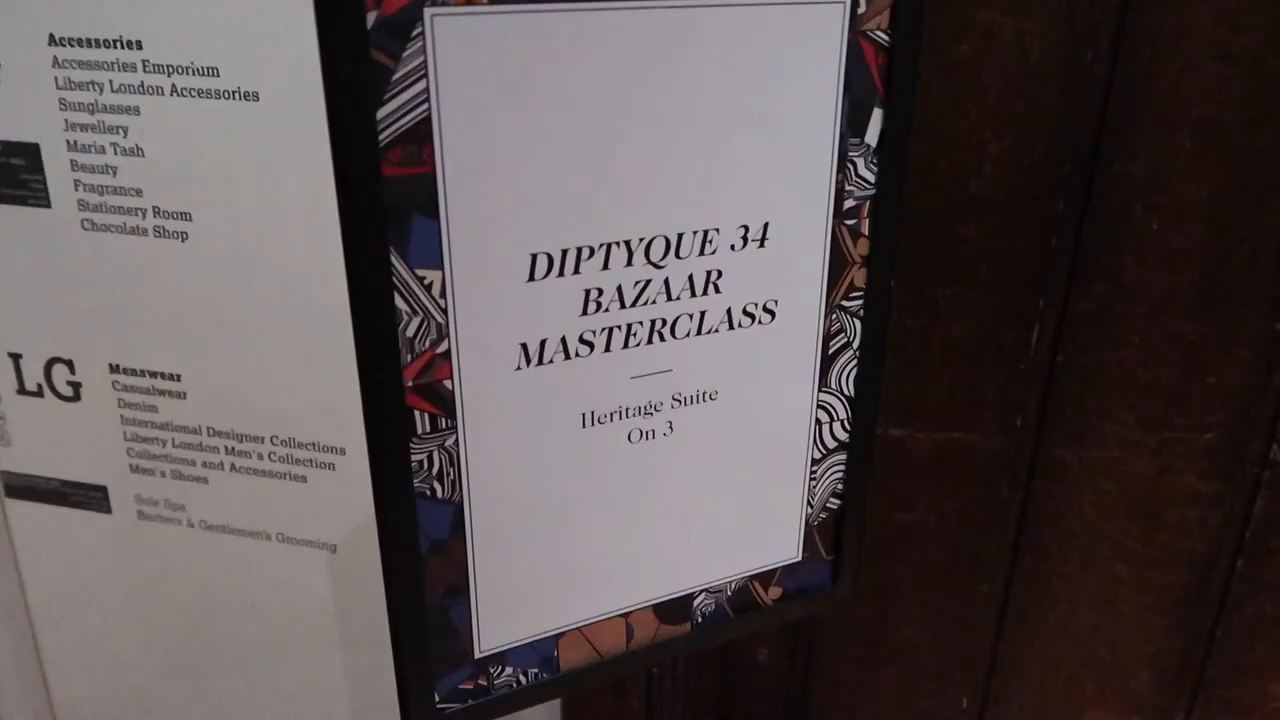 Accessories
Accessories Emporium
Liberty London Accessories
Sunglasses
Jewellery
Maria Tash
Beauty
Fragrance
Stationery Room
Chocolate Shop
LG
Menswear
Casualwear
Denim
International Designer Collections
Liberty London Men's Collection
Collections and Accessories
Men's Shoes
Sole Spa
Barbers & Gentlemen's Grooming
DIPTYQUE 34
BAZAAR
MASTERCLASS
Heritage Suite
On 3